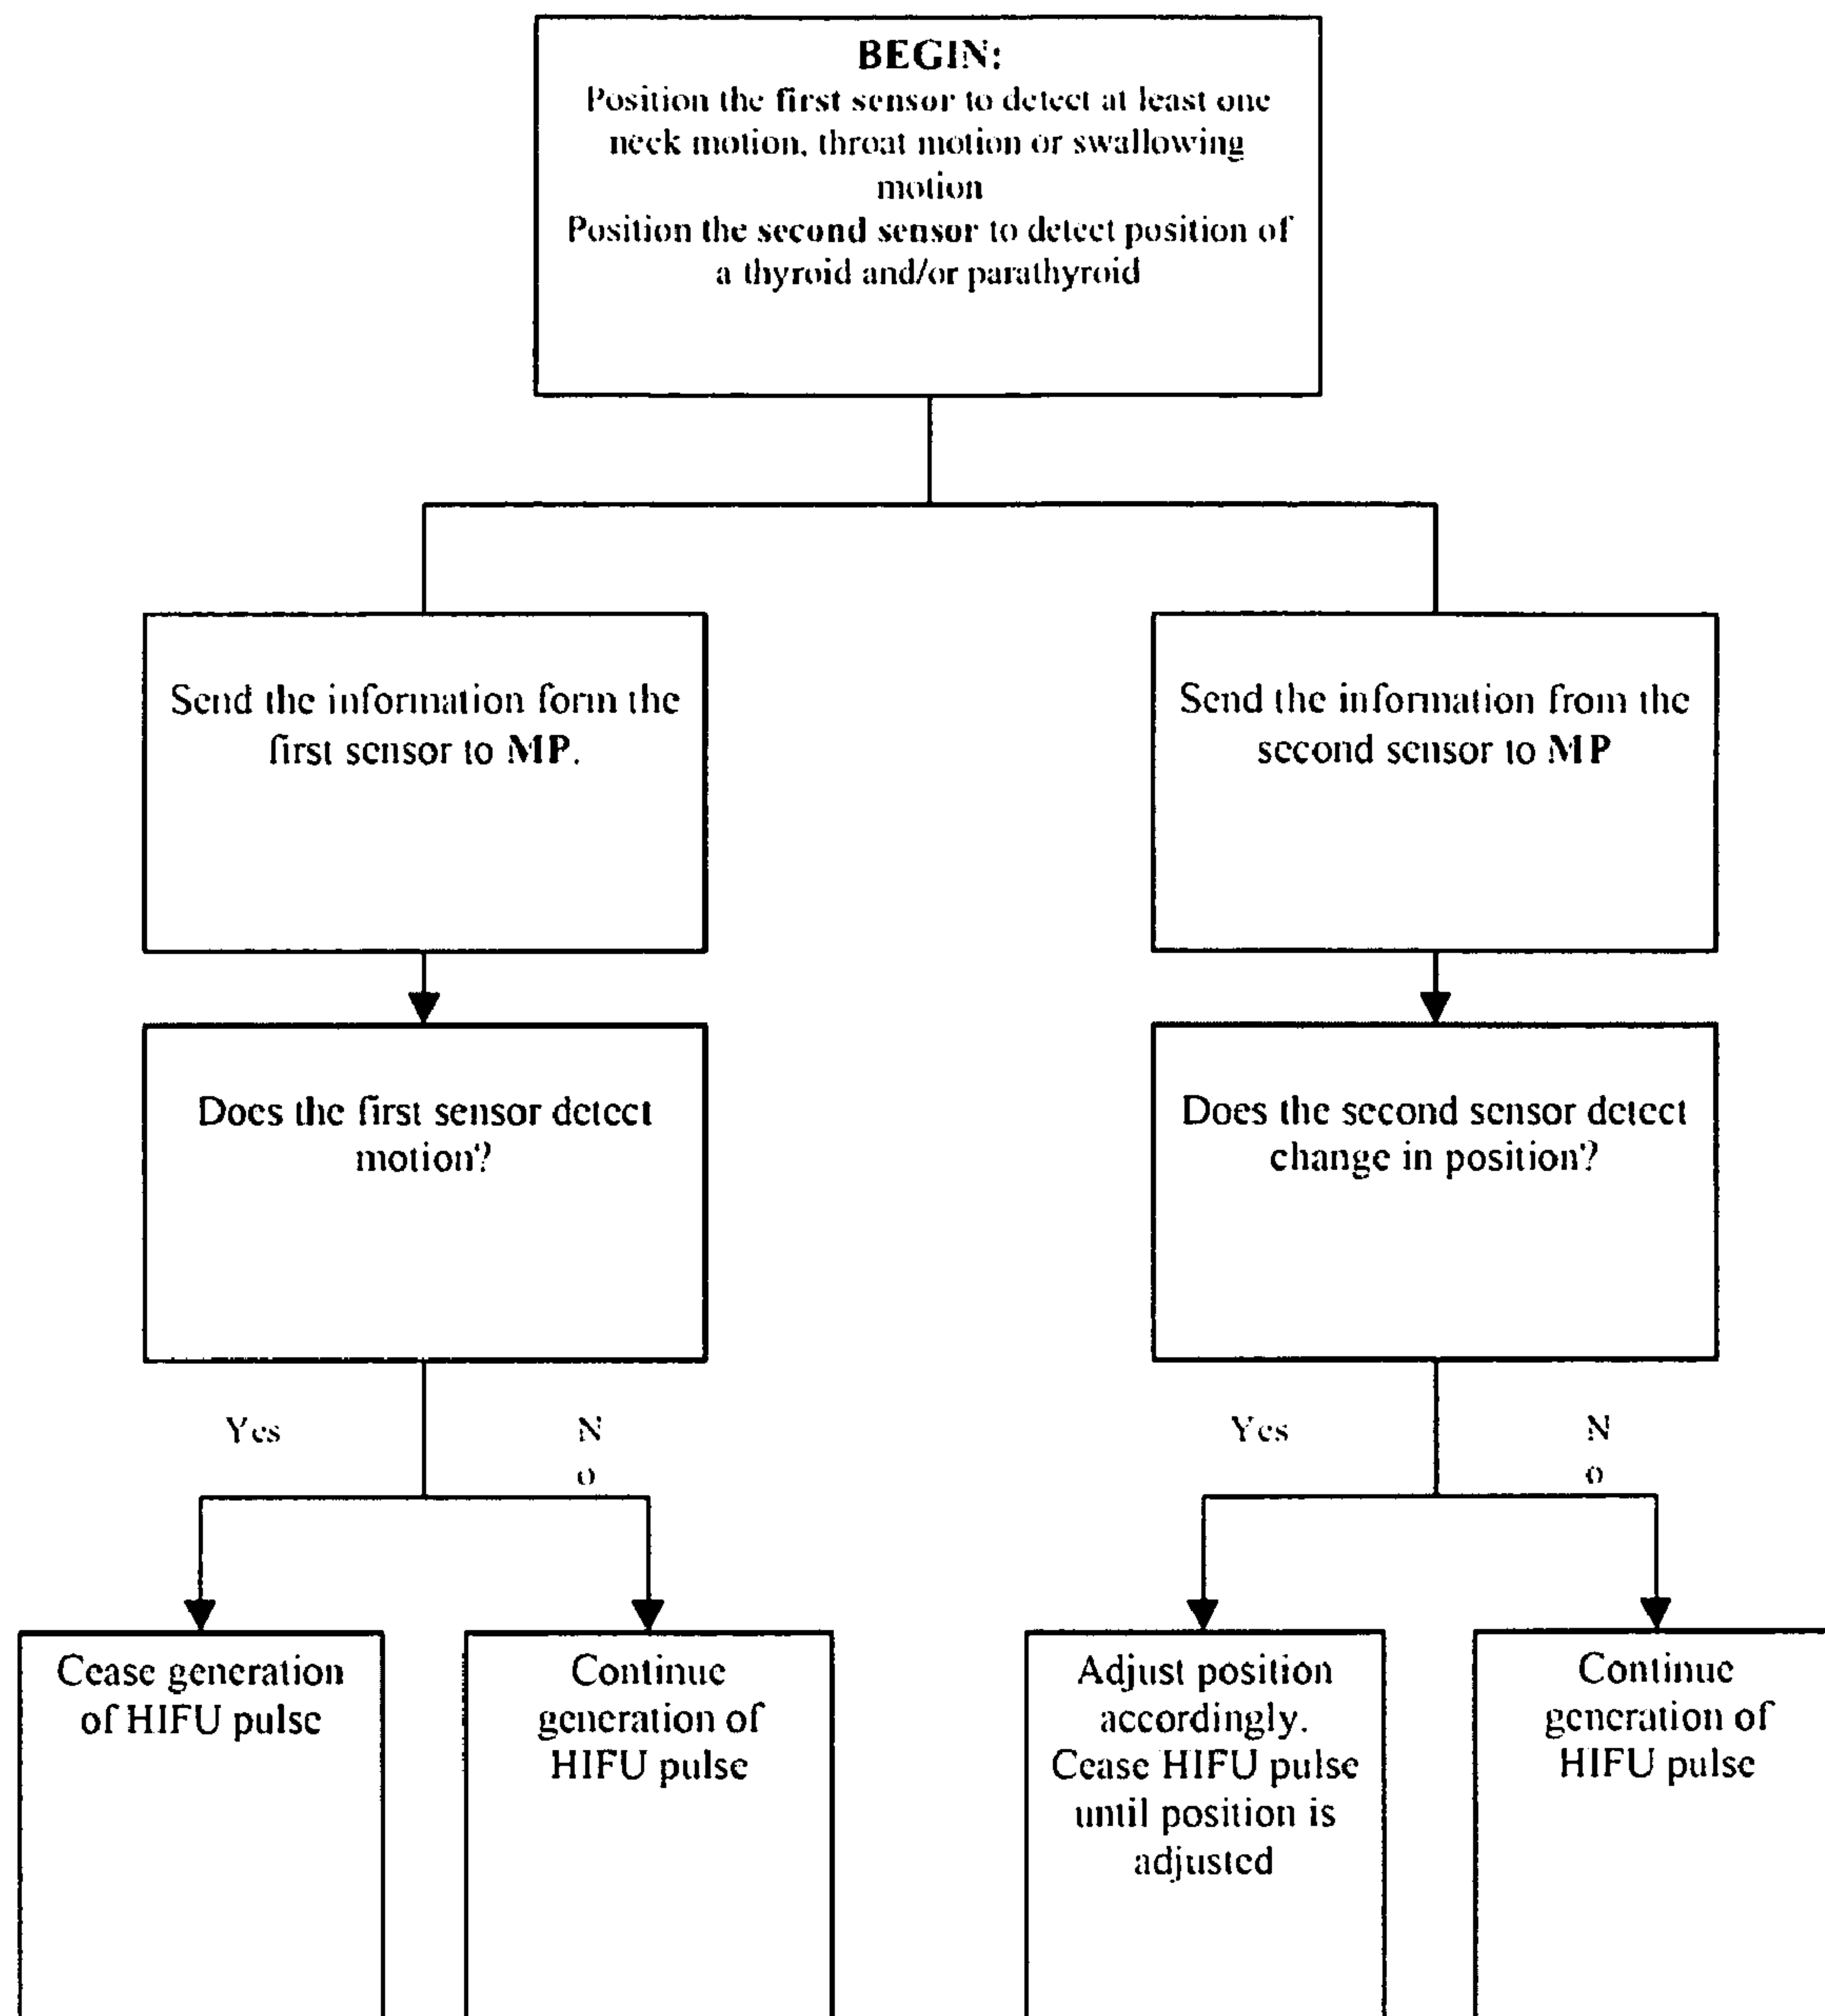 BEGIN:
Position the first sensor to detect at least one
neck motion, throat motion or swallowing
motion
Position the second sensor to detect position of
a thyroid and/or parathyroid
Send the information form the
first sensor to MP.
Send the information from the
second sensor to MP
Does the first sensor detect
motion?
Does the second sensor detect
change in position?
Yes
N
o
Yes
N
o
Cease generation
of HIFU pulse
Continue
generation of
HIFU pulse
Adjust position
accordingly.
Cease HIFU pulse
until position is
adjusted
Continue
generation of
HIFU pulse